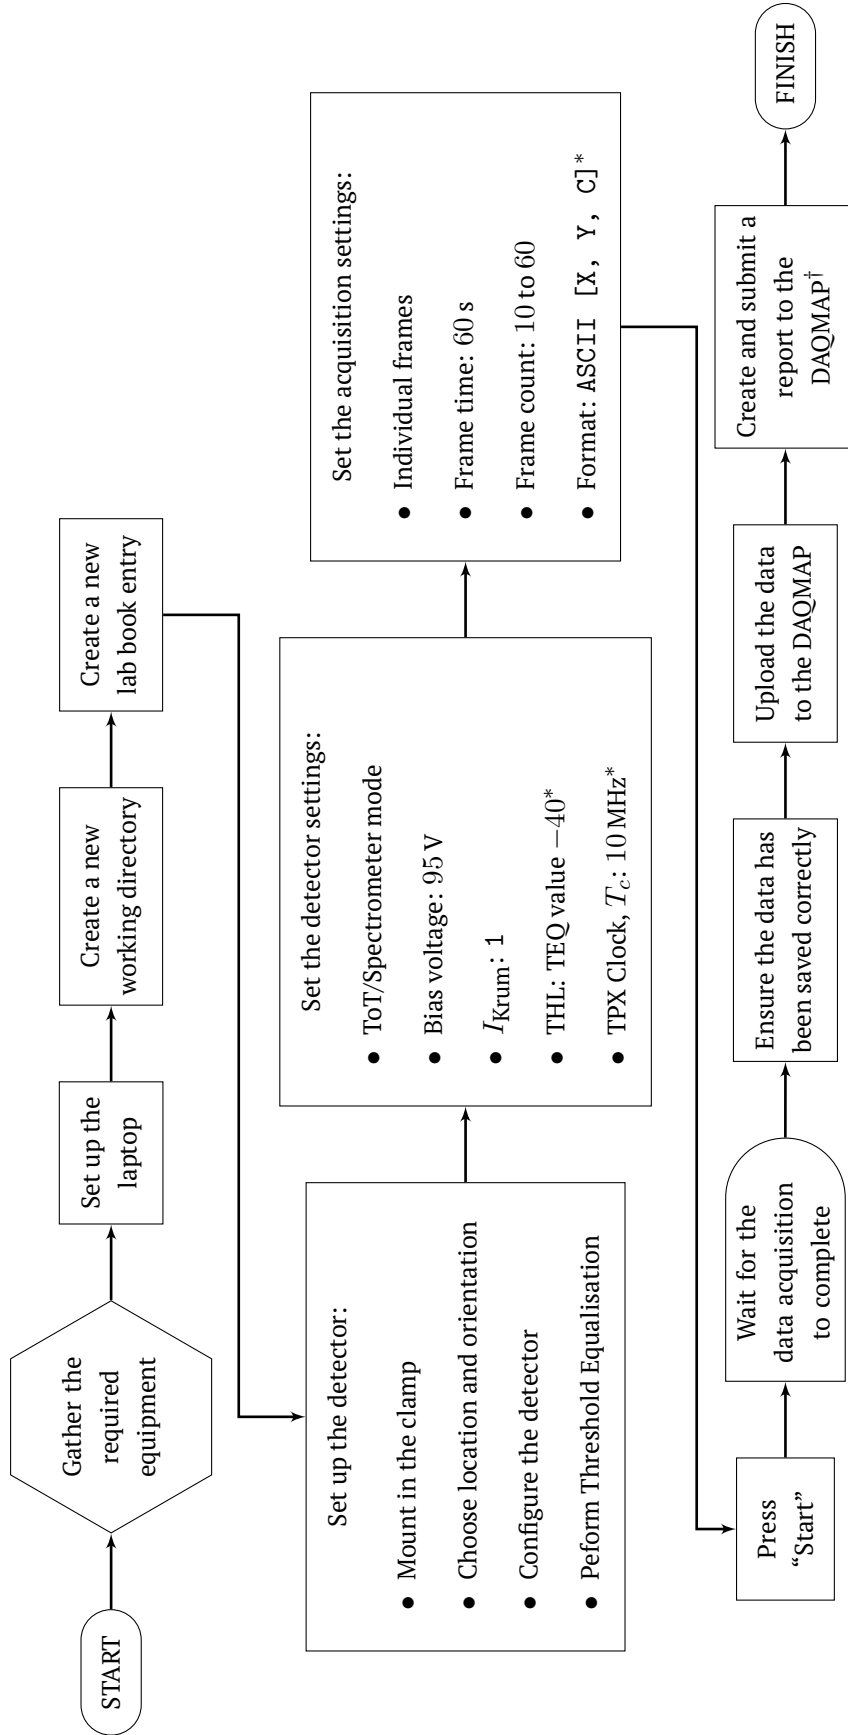 START
Gather the
required
equipment
Set up the
laptop
Create a new
working directory
Create a new
lab book entry
Set up the detector:
• Mount in the clamp
• Choose location and orientation
• Configure the detector
• Peform Threshold Equalisation
Set the detector settings:
• ToT/Spectrometer mode
• Bias voltage: 95 V
• I_Krum: 1
• THL: TEQ value −40*
• TPX Clock, T_c: 10 MHz*
Set the acquisition settings:
• Individual frames
• Frame time: 60 s
• Frame count: 10 to 60
• Format: ASCII [X, Y, C]*
Press
“Start”
Wait for the
data acquisition
to complete
Ensure the data has
been saved correctly
Upload the data
to the DAQMAP
Create and submit a
report to the
DAQMAP†
FINISH